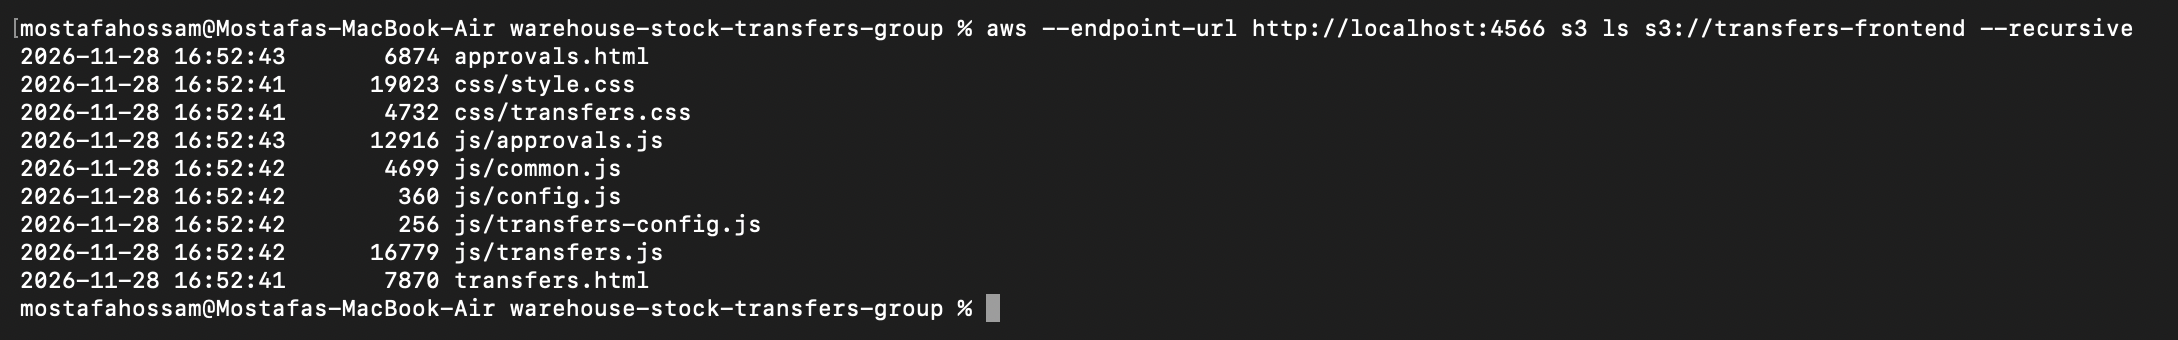 [mostafahossam@Mostafas-MacBook-Air warehouse-stock-transfers-group % aws --endpoint-url http://localhost:4566 s3 ls s3://transfers-frontend --recursive
2026-11-28 16:52:43       6874 approvals.html
2026-11-28 16:52:41      19023 css/style.css
2026-11-28 16:52:41       4732 css/transfers.css
2026-11-28 16:52:43      12916 js/approvals.js
2026-11-28 16:52:42       4699 js/common.js
2026-11-28 16:52:42        360 js/config.js
2026-11-28 16:52:42        256 js/transfers-config.js
2026-11-28 16:52:42      16779 js/transfers.js
2026-11-28 16:52:41       7870 transfers.html
mostafahossam@Mostafas-MacBook-Air warehouse-stock-transfers-group %